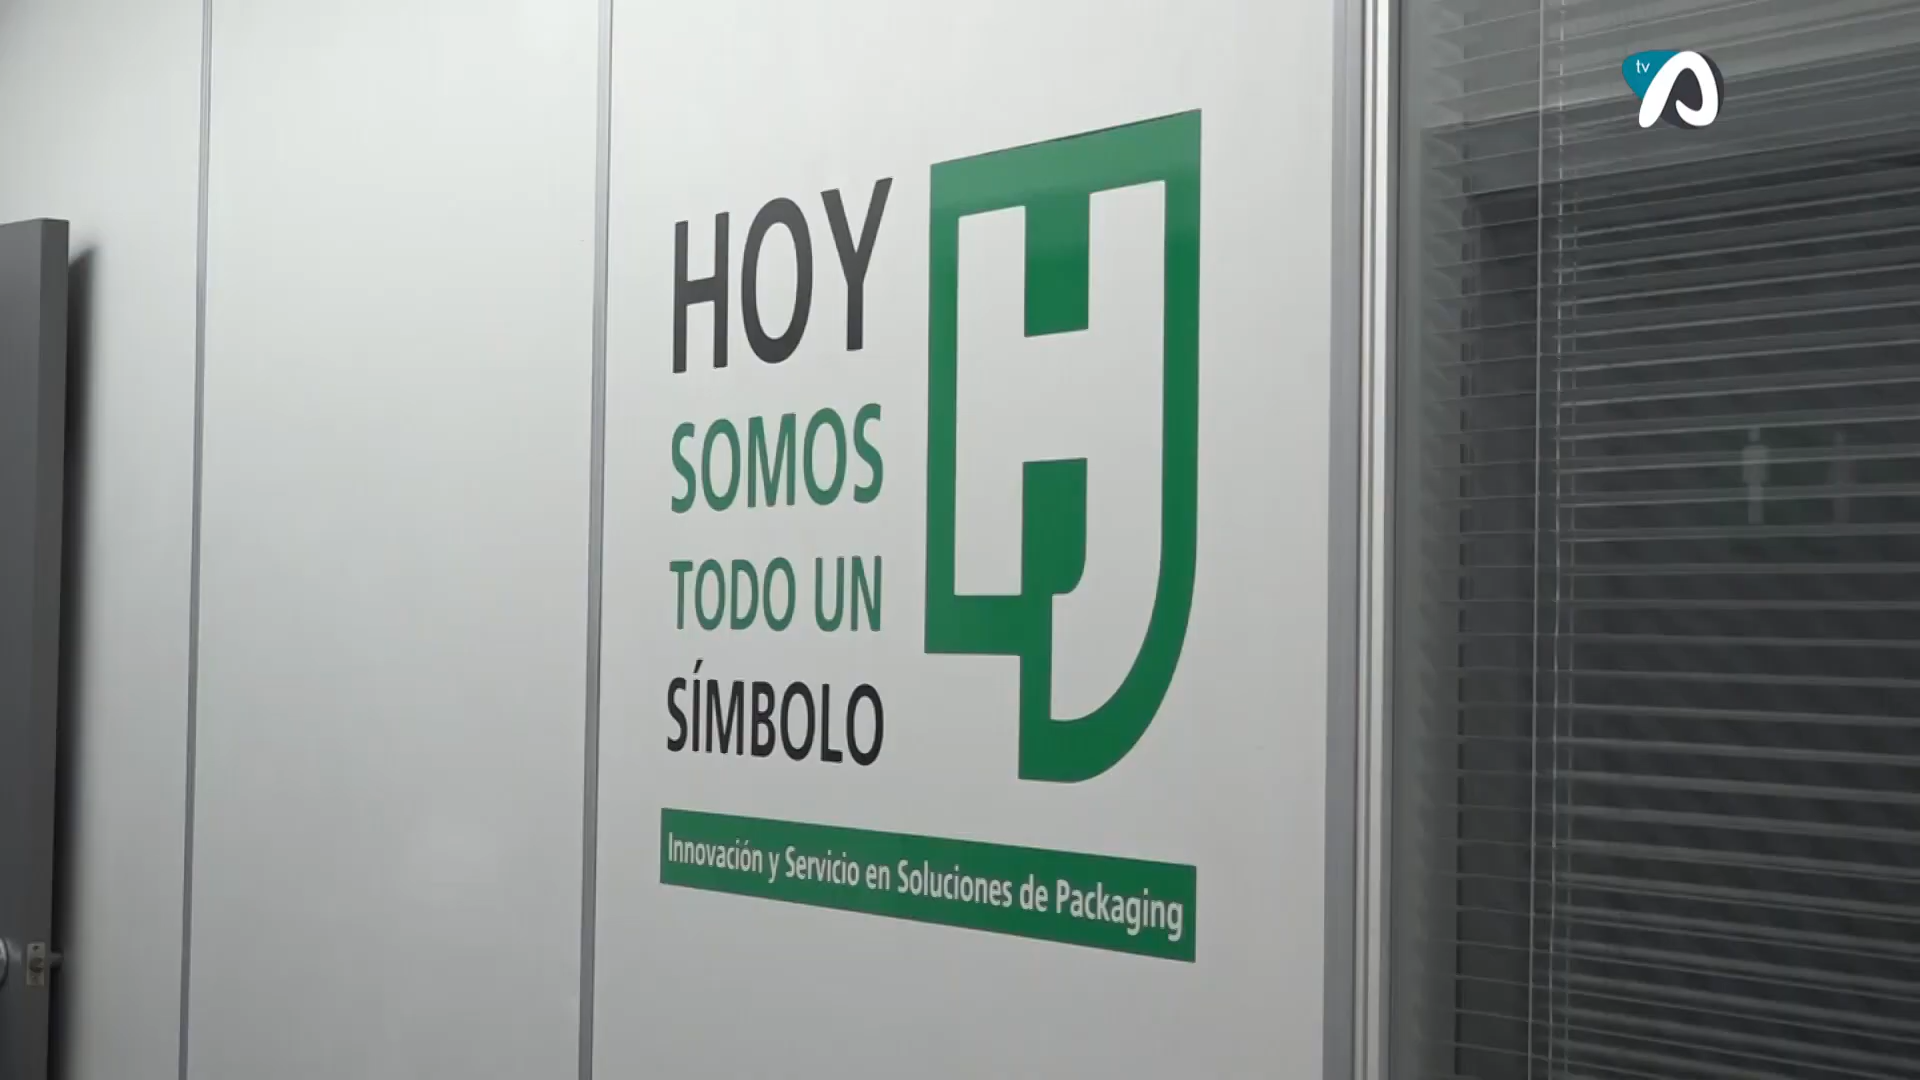 tv
HOY
SOMOS
TODO UN
SÍMBOLO
HJ
Innovación y Servicio en Soluciones de Packaging